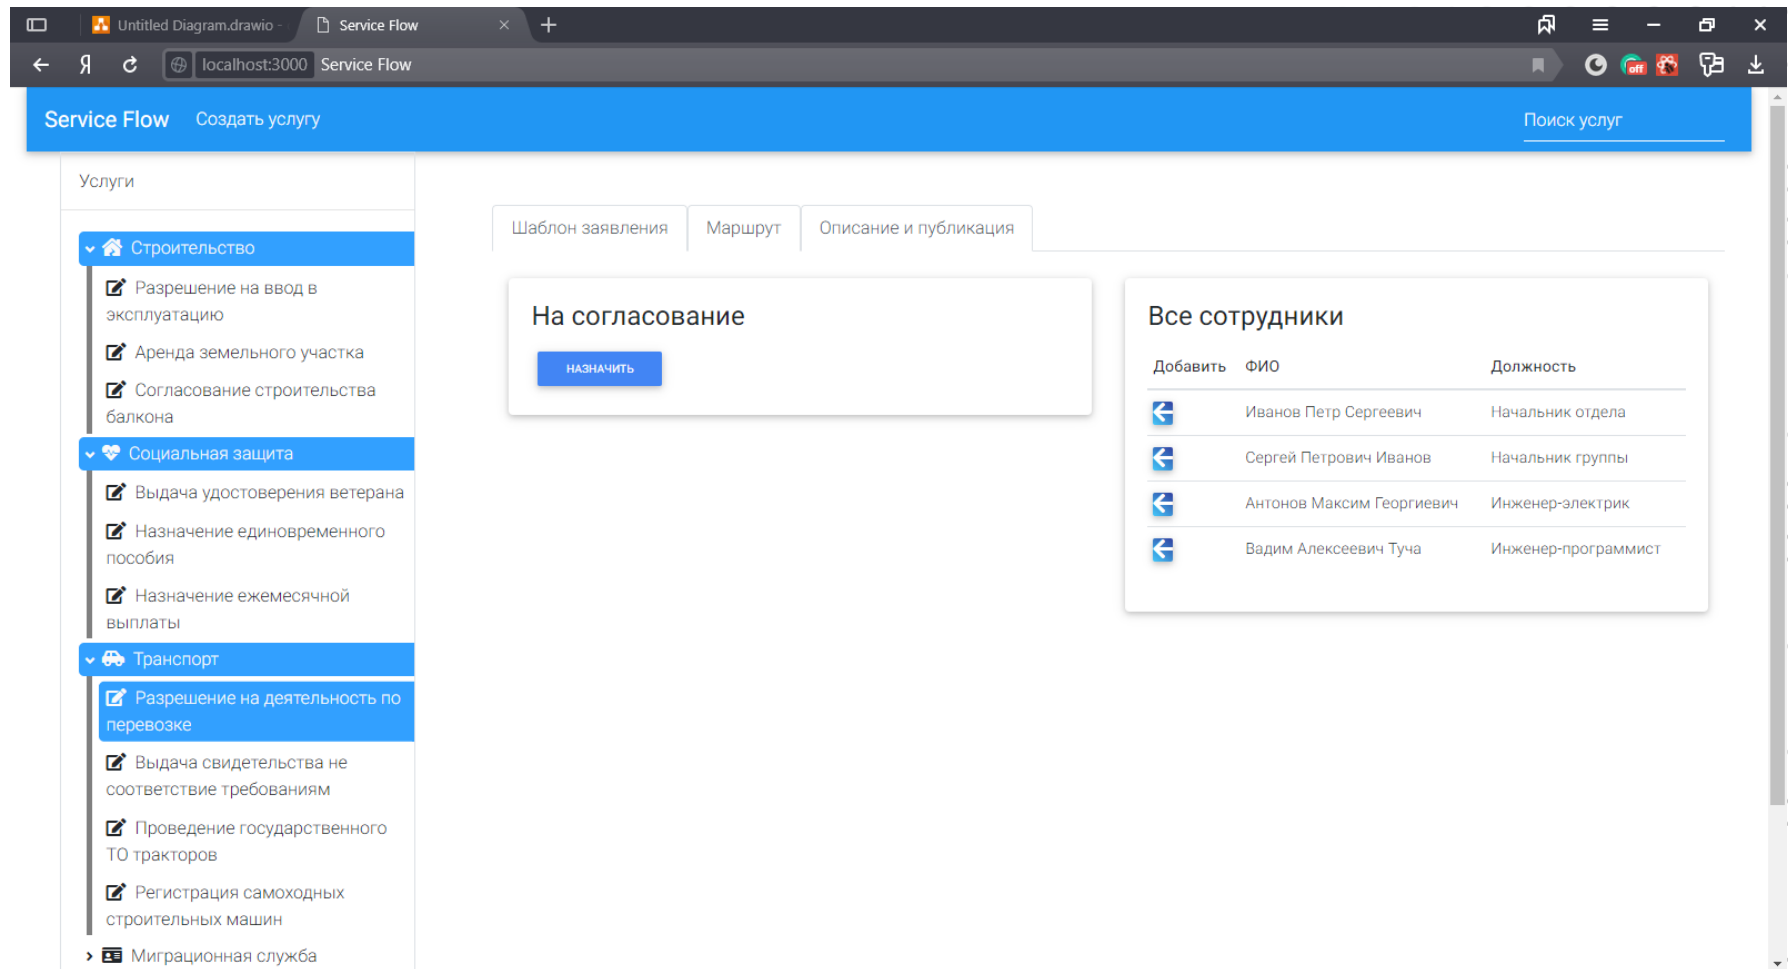 Untitled Diagram.drawio -
Service Flow
Я
localhost:3000 Service Flow
off
Service Flow Создать услугу Поиск услуг
Услуги
Строительство
Разрешение на ввод в
эксплуатацию
Аренда земельного участка
Согласование строительства
балкона
Социальная защита
Выдача удостоверения ветерана
Назначение единовременного
пособия
Назначение ежемесячной
выплаты
Транспорт
Разрешение на деятельность по
перевозке
Выдача свидетельства не
соответствие требованиям
Проведение государственного
ТО тракторов
Регистрация самоходных
строительных машин
Миграционная служба
Шаблон заявления Маршрут Описание и публикация
На согласование
НАЗНАЧИТЬ
Все сотрудники
Добавить ФИО Должность
Иванов Петр Сергеевич Начальник отдела
Сергей Петрович Иванов Начальник группы
Антонов Максим Георгиевич Инженер-электрик
Вадим Алексеевич Туча Инженер-программист